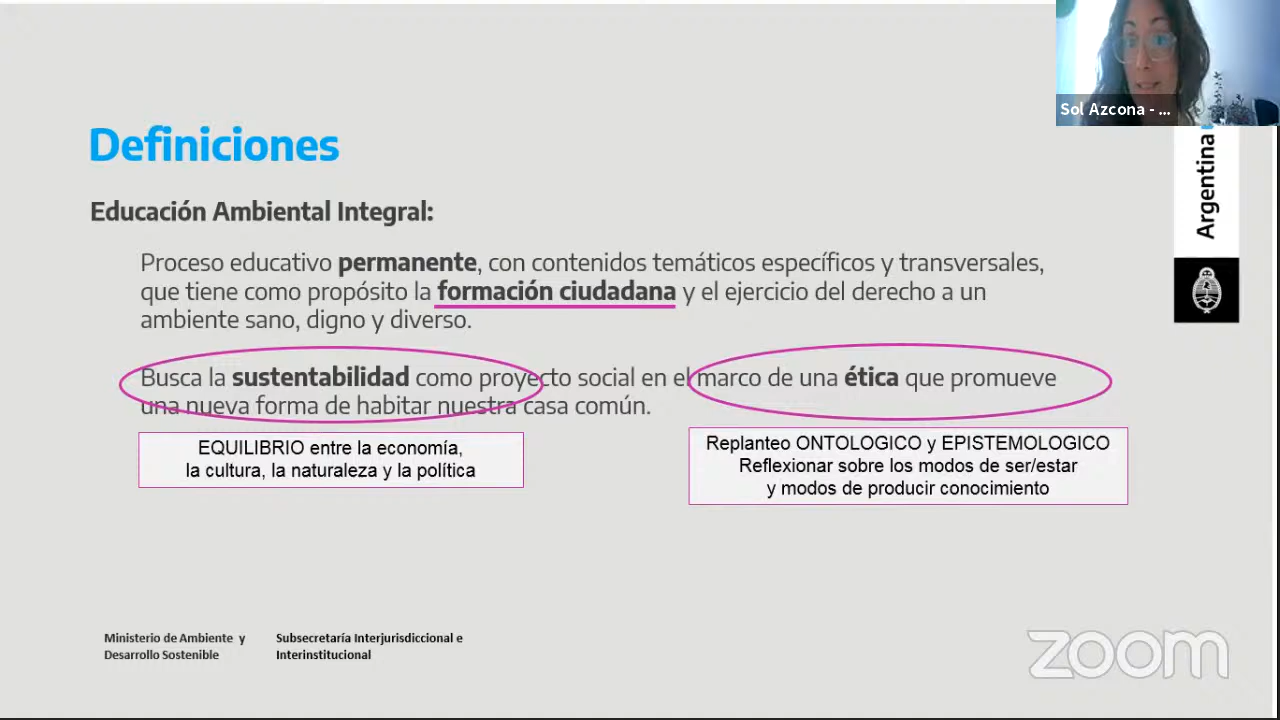 Sol Azcona - ...
Argentina
Definiciones
Educación Ambiental Integral:
Proceso educativo permanente, con contenidos temáticos específicos y transversales,
que tiene como propósito la formación ciudadana y el ejercicio del derecho a un
ambiente sano, digno y diverso.
Busca la sustentabilidad como proyecto social en el marco de una ética que promueve
una nueva forma de habitar nuestra casa común.
EQUILIBRIO entre la economía,
la cultura, la naturaleza y la política
Replanteo ONTOLOGICO y EPISTEMOLOGICO
Reflexionar sobre los modos de ser/estar
y modos de producir conocimiento
Ministerio de Ambiente y
Desarrollo Sostenible
Subsecretaría Interjurisdiccional e
Interinstitucional
zoom